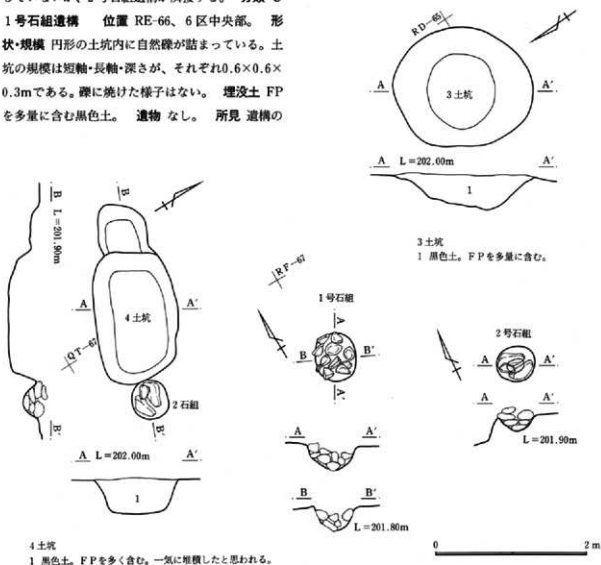 1号石組遺構　位置 RE-66、6区中央部。　形
状・規模 円形の土坑内に自然礫が詰まっている。土
坑の規模は短軸・長軸・深さが、それぞれ0.6×0.6×
0.3mである。礫に焼けた様子はない。　埋没土 FP
を多量に含む黒色土。　遺物 なし。　所見 遺構の
RD-65
A
3土坑
A'
A L=202.00m A'
1
3土坑
1 黒色土。FPを多量に含む。
B
L=201.90m
B'
B
A
4土坑
A'
QT-67
2石組
B'
A L=202.00m A'
1
4土坑
1 黒色土。FPを多く含む。一気に堆積したと思われる。
RF-67
1号石組
A
B B'
A'
A A'
B B'
L=201.80m
2号石組
A A'
A A'
L=201.90m
0 2m